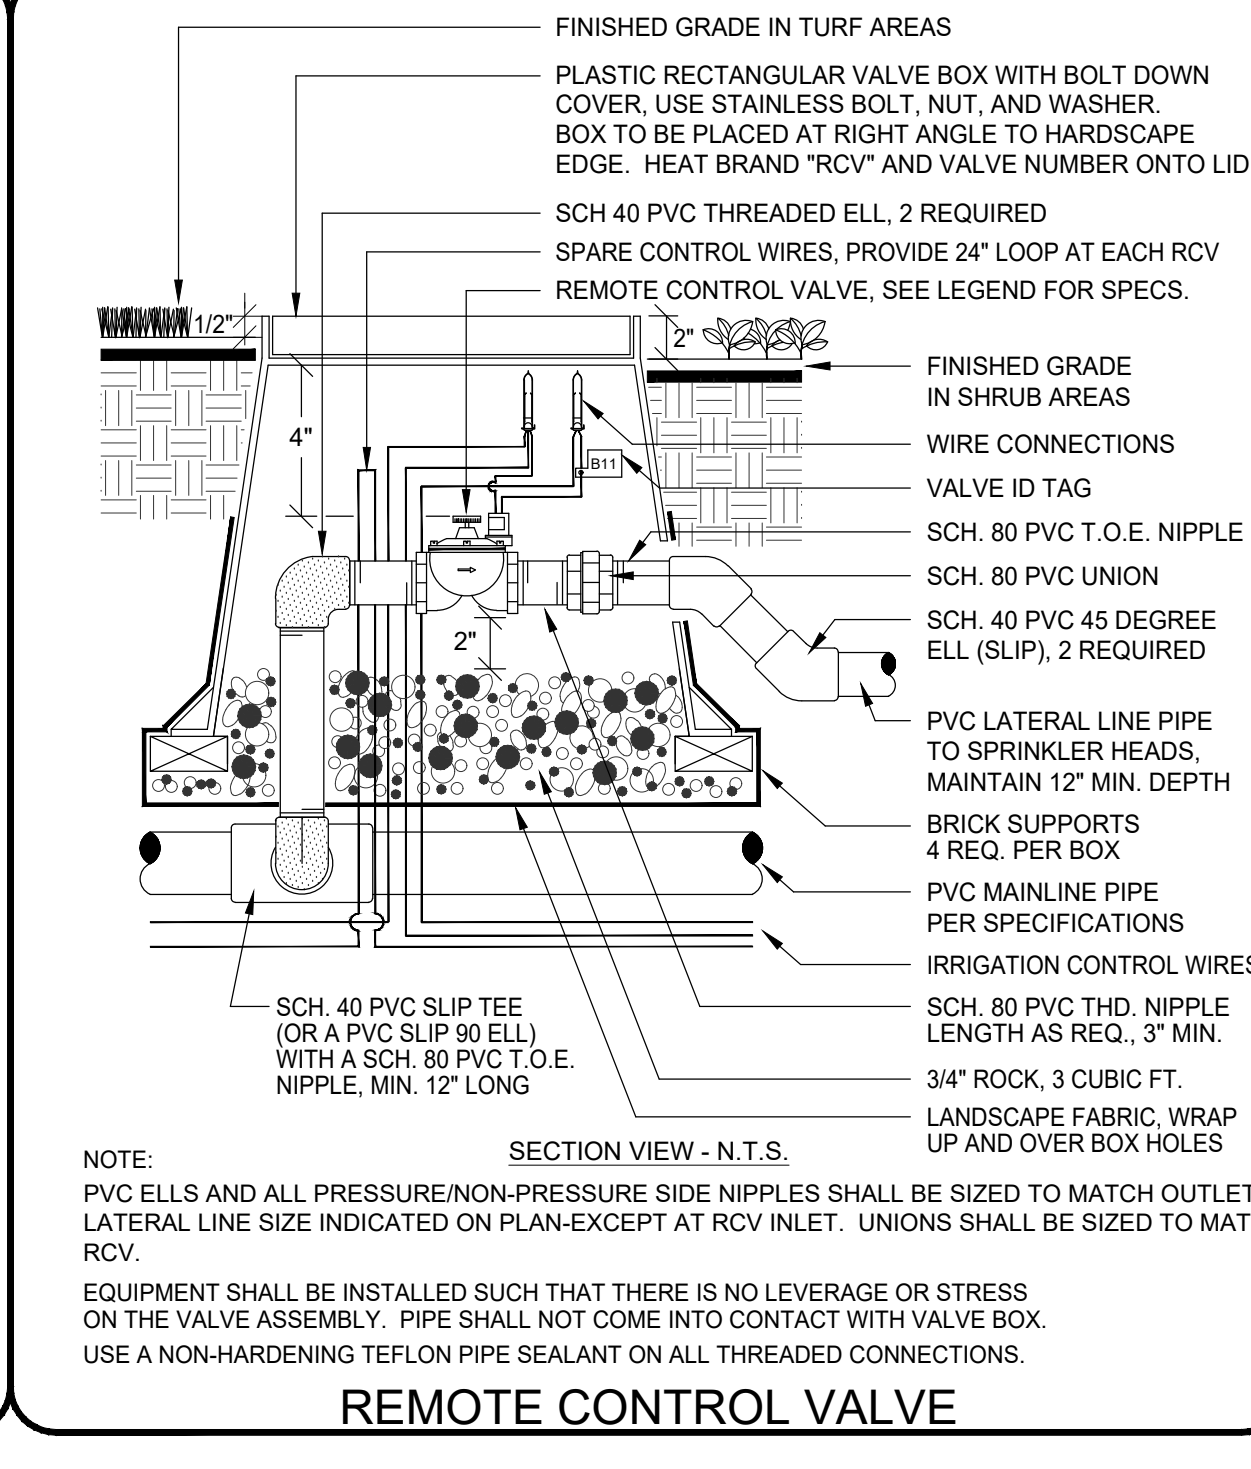 FINISHED GRADE IN TURF AREAS
PLASTIC RECTANGULAR VALVE BOX WITH BOLT DOWN
COVER, USE STAINLESS BOLT, NUT, AND WASHER.
BOX TO BE PLACED AT RIGHT ANGLE TO HARDSCAPE
EDGE. HEAT BRAND "RCV" AND VALVE NUMBER ONTO LID
SCH 40 PVC THREADED ELL, 2 REQUIRED
SPARE CONTROL WIRES, PROVIDE 24" LOOP AT EACH RCV
REMOTE CONTROL VALVE, SEE LEGEND FOR SPECS.
1/2"
2"
FINISHED GRADE
IN SHRUB AREAS
4"
WIRE CONNECTIONS
B11
VALVE ID TAG
SCH. 80 PVC T.O.E. NIPPLE
SCH. 80 PVC UNION
2"
SCH. 40 PVC 45 DEGREE
ELL (SLIP), 2 REQUIRED
PVC LATERAL LINE PIPE
TO SPRINKLER HEADS,
MAINTAIN 12" MIN. DEPTH
BRICK SUPPORTS
4 REQ. PER BOX
PVC MAINLINE PIPE
PER SPECIFICATIONS
IRRIGATION CONTROL WIRES
SCH. 80 PVC THD. NIPPLE
LENGTH AS REQ., 3" MIN.
3/4" ROCK, 3 CUBIC FT.
LANDSCAPE FABRIC, WRAP
UP AND OVER BOX HOLES
SCH. 40 PVC SLIP TEE
(OR A PVC SLIP 90 ELL)
WITH A SCH. 80 PVC T.O.E.
NIPPLE, MIN. 12" LONG
SECTION VIEW - N.T.S.
NOTE:
PVC ELLS AND ALL PRESSURE/NON-PRESSURE SIDE NIPPLES SHALL BE SIZED TO MATCH OUTLET
LATERAL LINE SIZE INDICATED ON PLAN-EXCEPT AT RCV INLET. UNIONS SHALL BE SIZED TO MAT
RCV.
EQUIPMENT SHALL BE INSTALLED SUCH THAT THERE IS NO LEVERAGE OR STRESS
ON THE VALVE ASSEMBLY. PIPE SHALL NOT COME INTO CONTACT WITH VALVE BOX.
USE A NON-HARDENING TEFLON PIPE SEALANT ON ALL THREADED CONNECTIONS.
REMOTE CONTROL VALVE